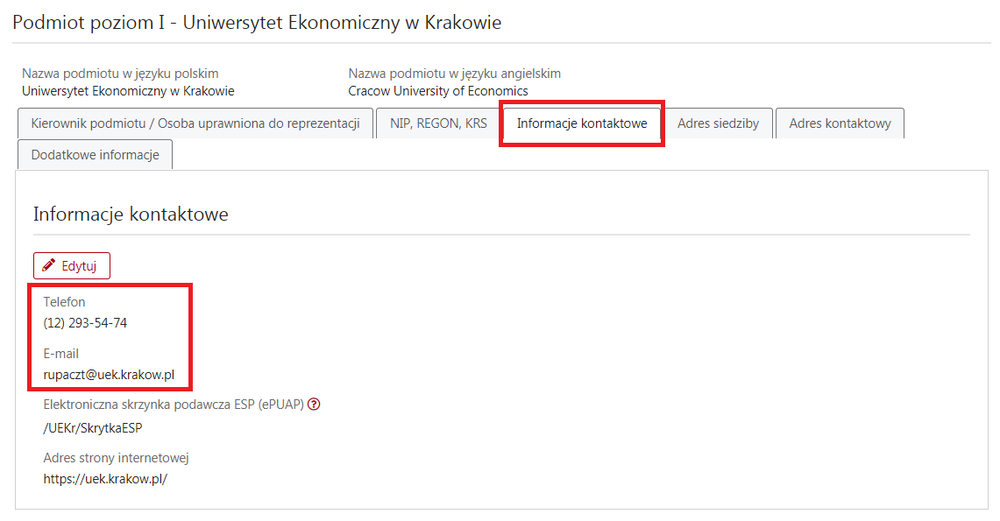 Podmiot poziom I - Uniwersytet Ekonomiczny w Krakowie
Nazwa podmiotu w języku polskim
Uniwersytet Ekonomiczny w Krakowie
Nazwa podmiotu w języku angielskim
Cracow University of Economics
Kierownik podmiotu / Osoba uprawniona do reprezentacji
NIP, REGON, KRS
Informacje kontaktowe
Adres siedziby
Adres kontaktowy
Dodatkowe informacje
Informacje kontaktowe
Edytuj
Telefon
(12) 293-54-74
E-mail
rupaczt@uek.krakow.pl
Elektroniczna skrzynka podawcza ESP (ePUAP) ?
/UEKr/SkrytkaESP
Adres strony internetowej
https://uek.krakow.pl/